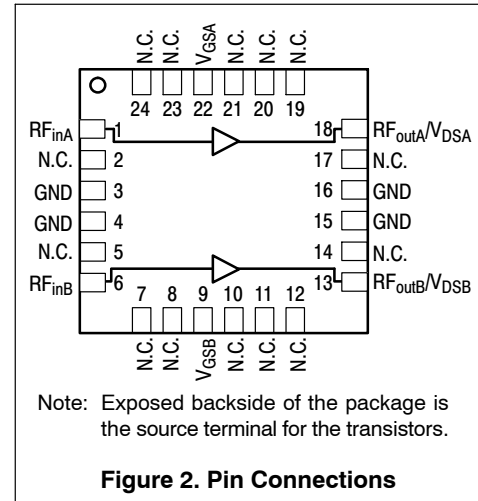 N.C. N.C. VGSA N.C. N.C. N.C.
24 23 22 21 20 19
RFinA 1 18 RFoutA/VDSA
N.C. 2 17 N.C.
GND 3 16 GND
GND 4 15 GND
N.C. 5 14 N.C.
RFinB 6 13 RFoutB/VDSB
7 8 9 10 11 12
N.C. N.C. VGSB N.C. N.C. N.C.
Note: Exposed backside of the package is
the source terminal for the transistors.
Figure 2. Pin Connections